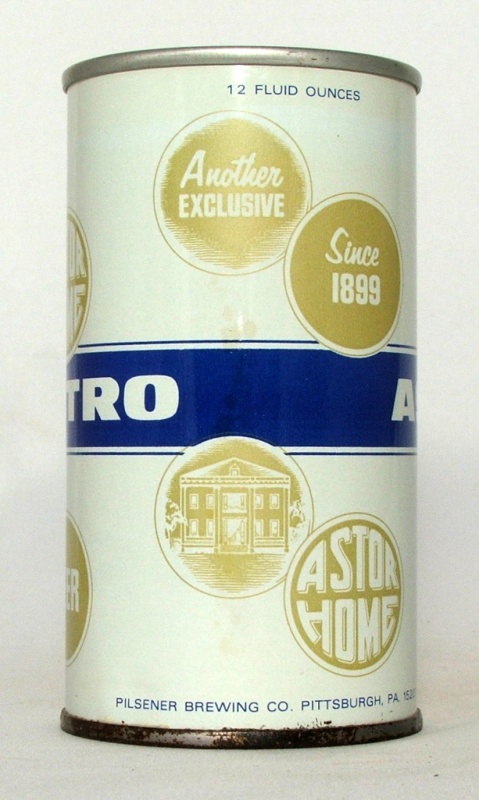 12 FLUID OUNCES
Another
EXCLUSIVE
Since
1899
TRO
ASTOR
HOME
PILSENER BREWING CO. PITTSBURGH, PA.